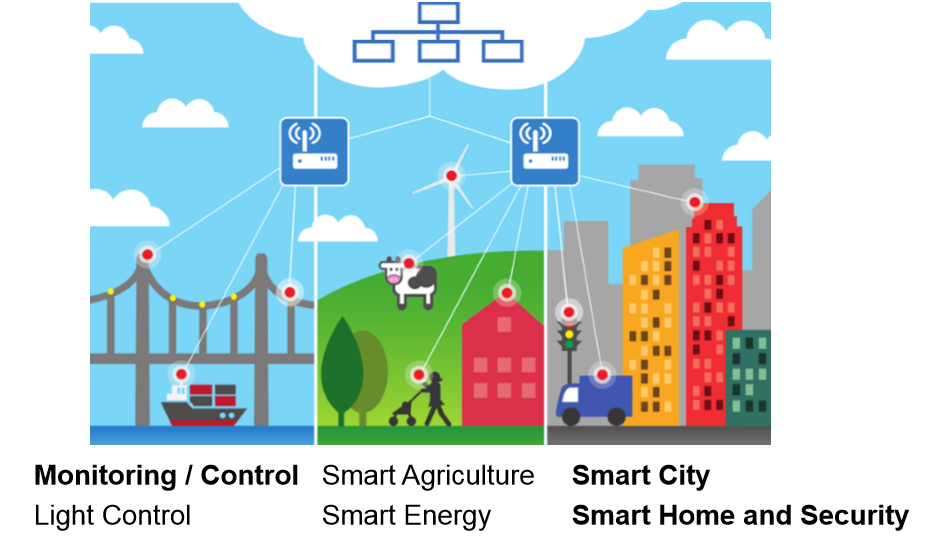 Monitoring / Control
Smart Agriculture
Smart City
Light Control
Smart Energy
Smart Home and Security